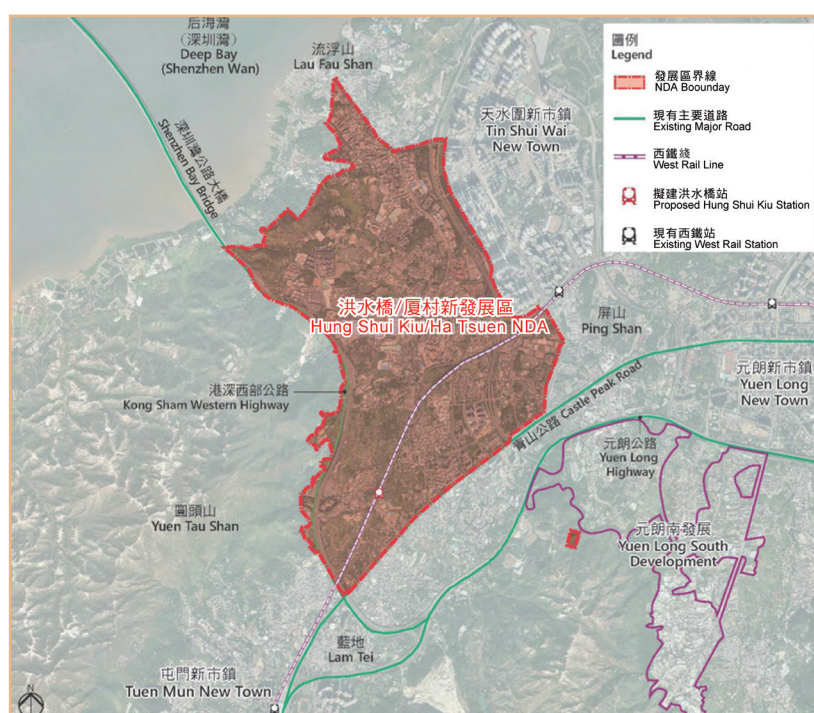 后海灣
（深圳灣）
Deep Bay
(Shenzhen Wan)
流浮山
Lau Fau Shan
深圳灣公路大橋
Shenzhen Bay Bridge
天水圍新市鎮
Tin Shui Wai
New Town
圖例
Legend
發展區界線
NDABoounday
現有主要道路
Existing Major Road
西鐵綫
West Rail Line
擬建洪水橋站
Proposed Hung Shui Kiu Station
現有西鐵站
Existing West Rail Station
洪水橋/厦村新發展區
Hung Shui Kiu/Ha Tsuen NDA
屏山
Ping Shan
元朗新市鎮
Yuen Long
New Town
港深西部公路
Kong Sham Western Highway
青山公路 Castle Peak Road
元朗公路
Yuen Long
Highway
圓頭山
Yuen Tau Shan
元朗南發展
Yuen Long South
Development
藍地
Lam Tei
屯門新市鎮
Tuen Mun New Town
N